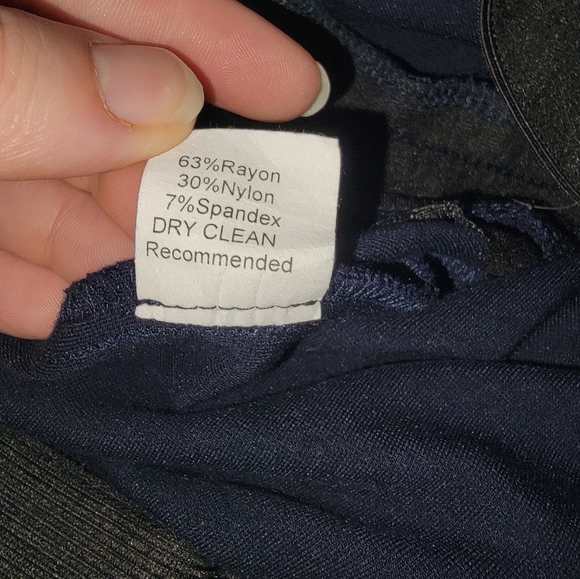 63%Rayon
30%Nylon
7%Spandex
DRY CLEAN
Recommended